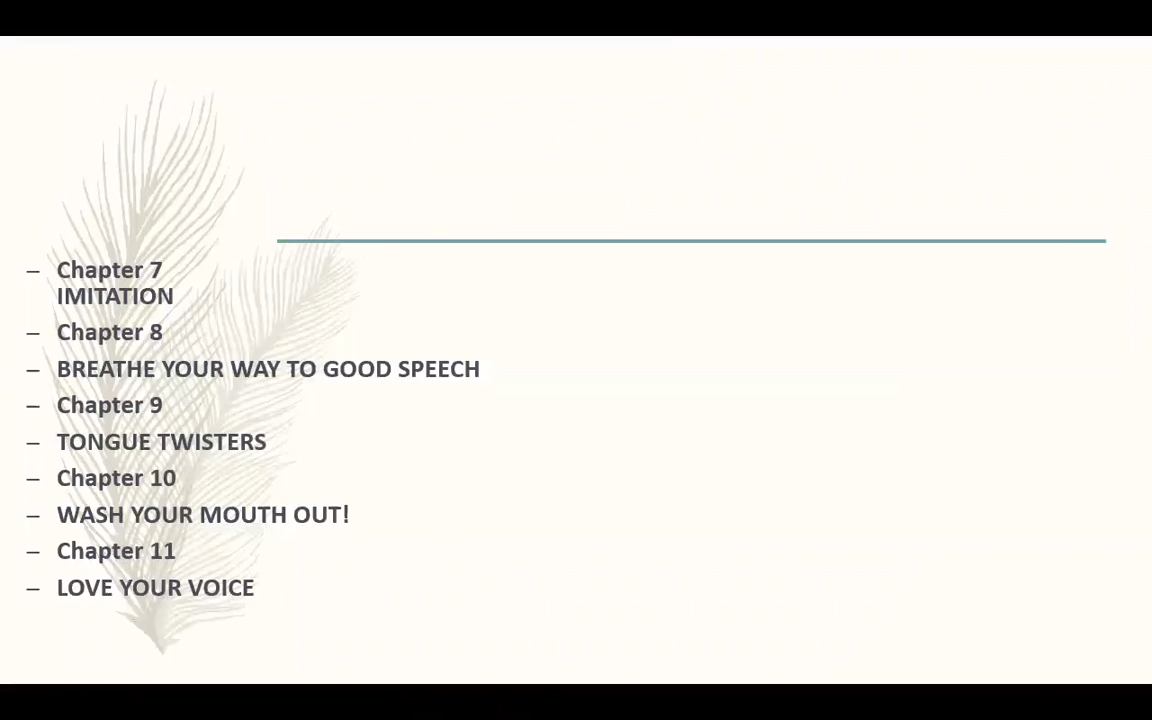 – Chapter 7
IMITATION
– Chapter 8
– BREATHE YOUR WAY TO GOOD SPEECH
– Chapter 9
– TONGUE TWISTERS
– Chapter 10
– WASH YOUR MOUTH OUT!
– Chapter 11
– LOVE YOUR VOICE